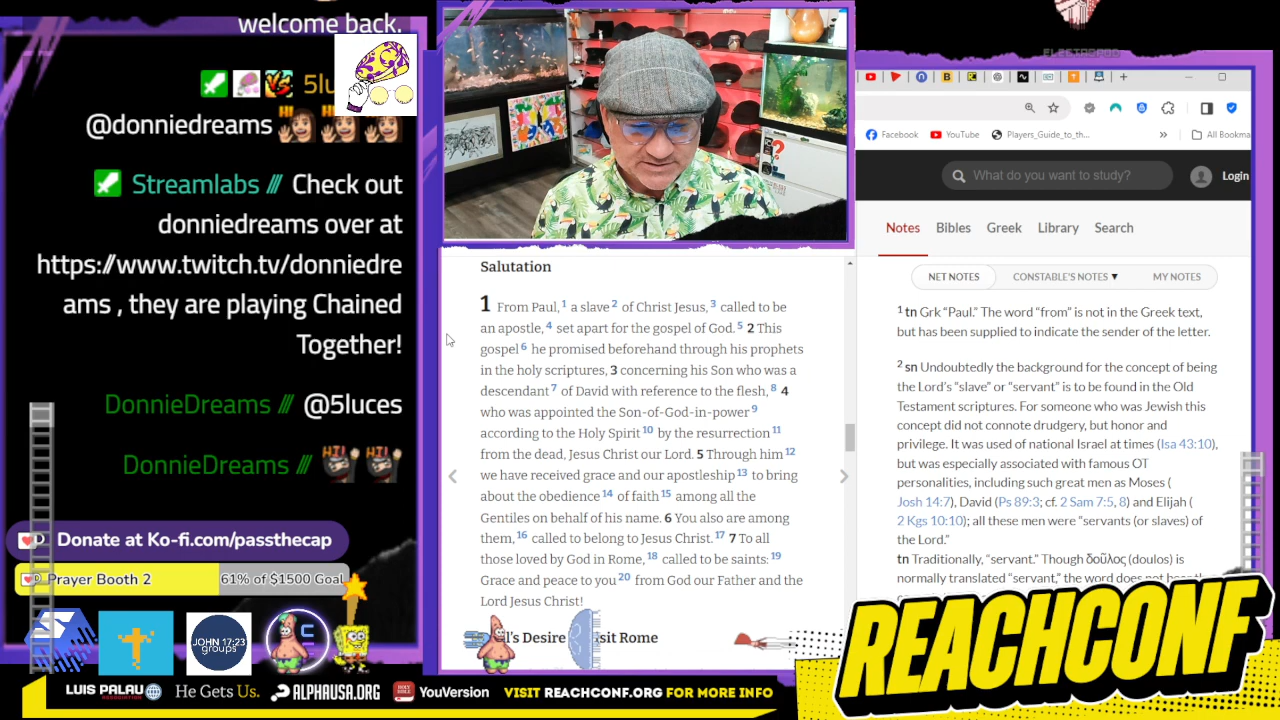 welcome back.
5lu
@donniedreams
Streamlabs /// Check out
donniedreams over at
https://www.twitch.tv/donniedre
ams , they are playing Chained
Together!
DonnieDreams /// @5luces
DonnieDreams ///
Donate at Ko-fi.com/passthecap
Prayer Booth 2 61% of $1500 Goal
JOHN 17:23
groups
Salutation
1 From Paul,1 a slave 2 of Christ Jesus, 3 called to be
an apostle,4 set apart for the gospel of God. 5 2 This
gospel 6 he promised beforehand through his prophets
in the holy scriptures, 3 concerning his Son who was a
descendant 7 of David with reference to the flesh, 8 4
who was appointed the Son-of-God-in-power 9
according to the Holy Spirit 10 by the resurrection 11
from the dead, Jesus Christ our Lord. 5 Through him 12
we have received grace and our apostleship 13 to bring
about the obedience 14 of faith 15 among all the
Gentiles on behalf of his name. 6 You also are among
them, 16 called to belong to Jesus Christ. 17 7 To all
those loved by God in Rome, 18 called to be saints: 19
Grace and peace to you 20 from God our Father and the
Lord Jesus Christ!
Desire
Rome
Facebook YouTube Players_Guide_to_th... » All Bookma
What do you want to study? Login
Notes Bibles Greek Library Search
NET NOTES CONSTABLE'S NOTES ▼ MY NOTES
1 tn Grk “Paul.” The word “from” is not in the Greek text,
but has been supplied to indicate the sender of the letter.
2 sn Undoubtedly the background for the concept of being
the Lord’s “slave” or “servant” is to be found in the Old
Testament scriptures. For someone who was Jewish this
concept did not connote drudgery, but honor and
privilege. It was used of national Israel at times (Isa 43:10),
but was especially associated with famous OT
personalities, including such great men as Moses (
Josh 14:7), David (Ps 89:3; cf. 2 Sam 7:5, 8) and Elijah (
2 Kgs 10:10); all these men were “servants (or slaves) of
the Lord.”
tn Traditionally, “servant.” Though δοῦλος (doulos) is
normally translated “servant,” the word does not
REACHCONF
LUIS PALAU He Gets Us. ALPHAUSA.ORG HOLY BIBLE YouVersion VISIT REACHCONF.ORG FOR MORE INFO